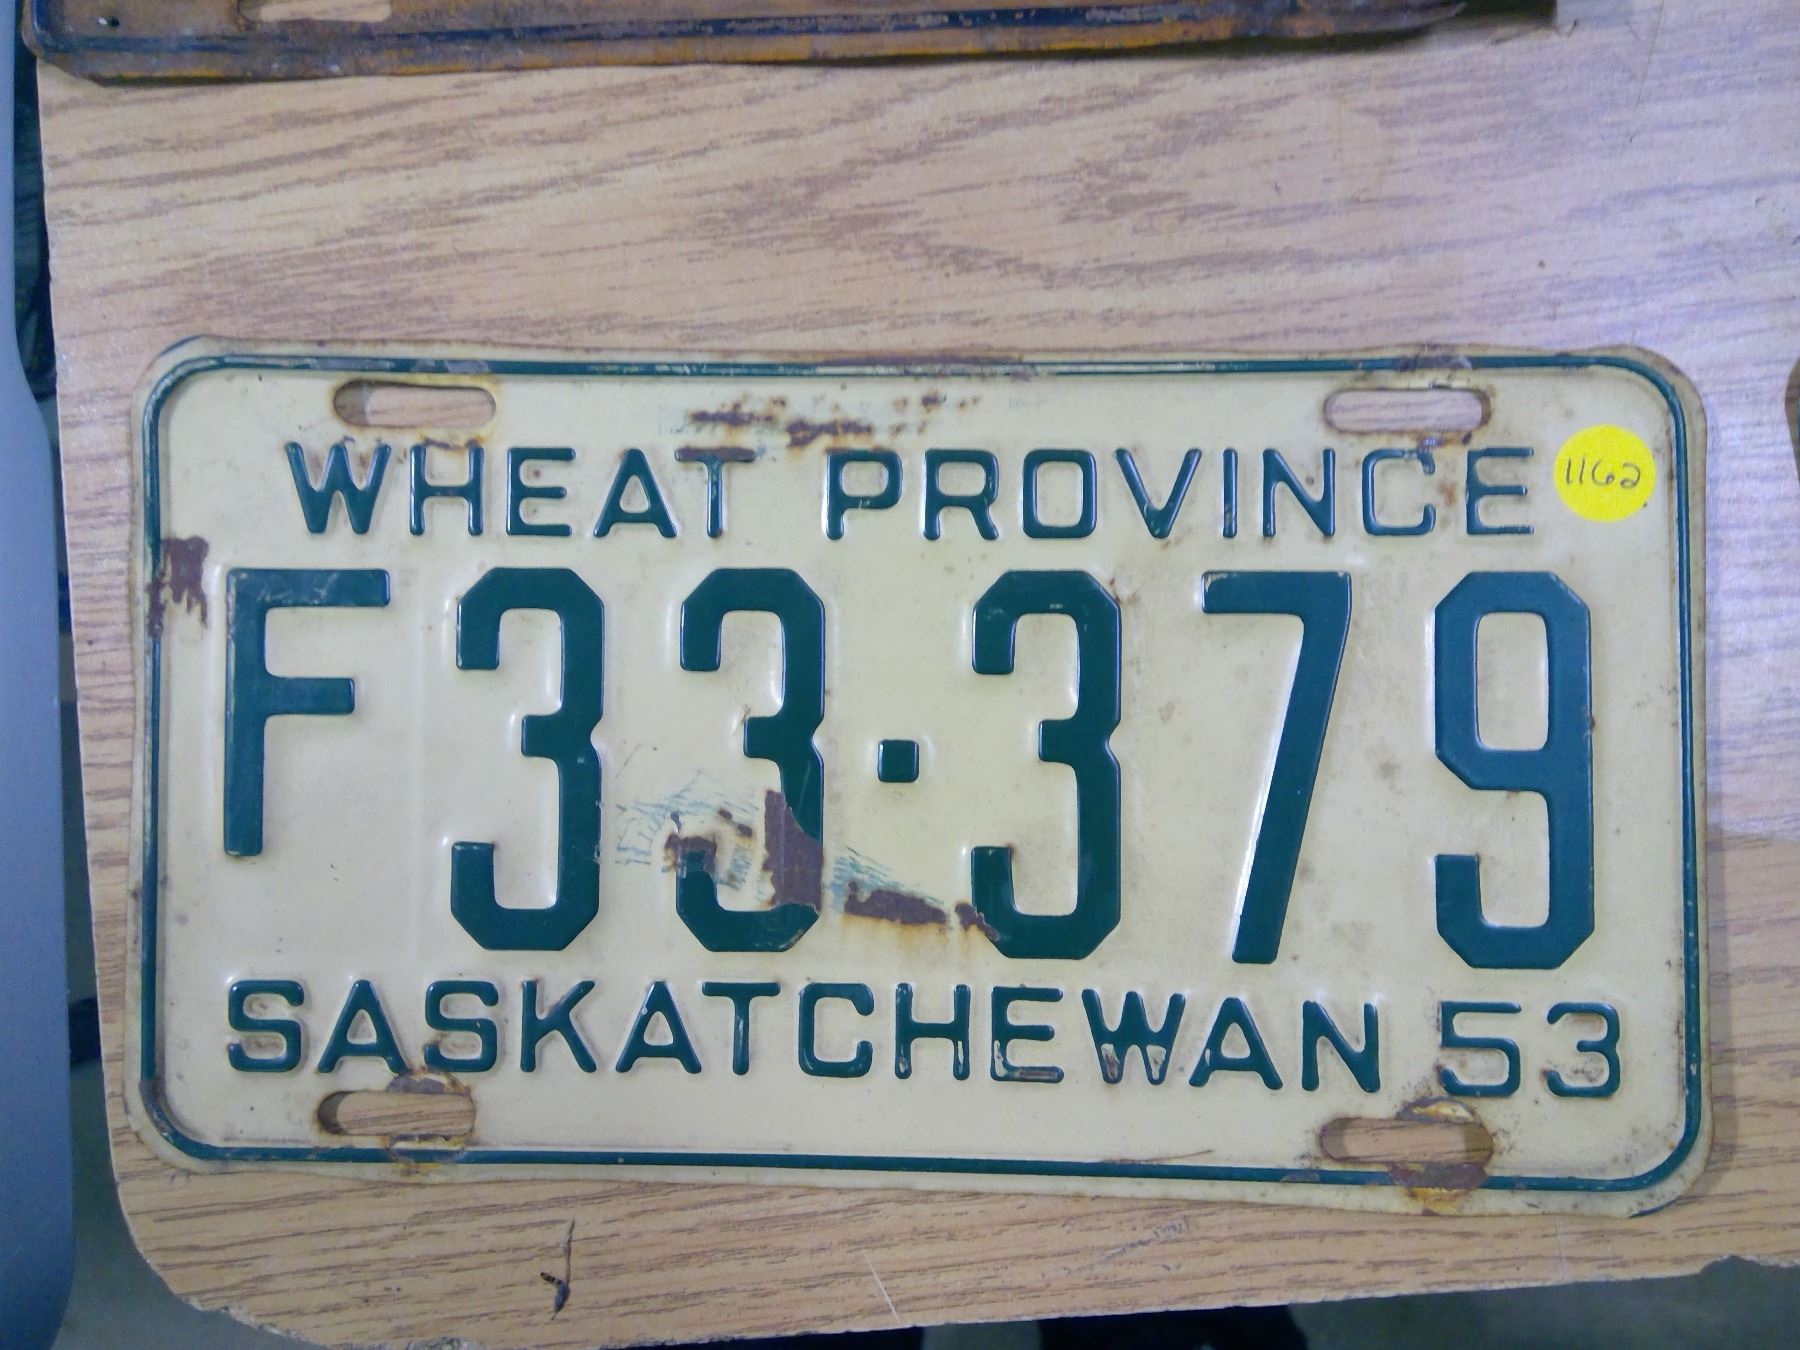 WHEAT PROVINCE
1162
F33·379
SASKATCHEWAN 53